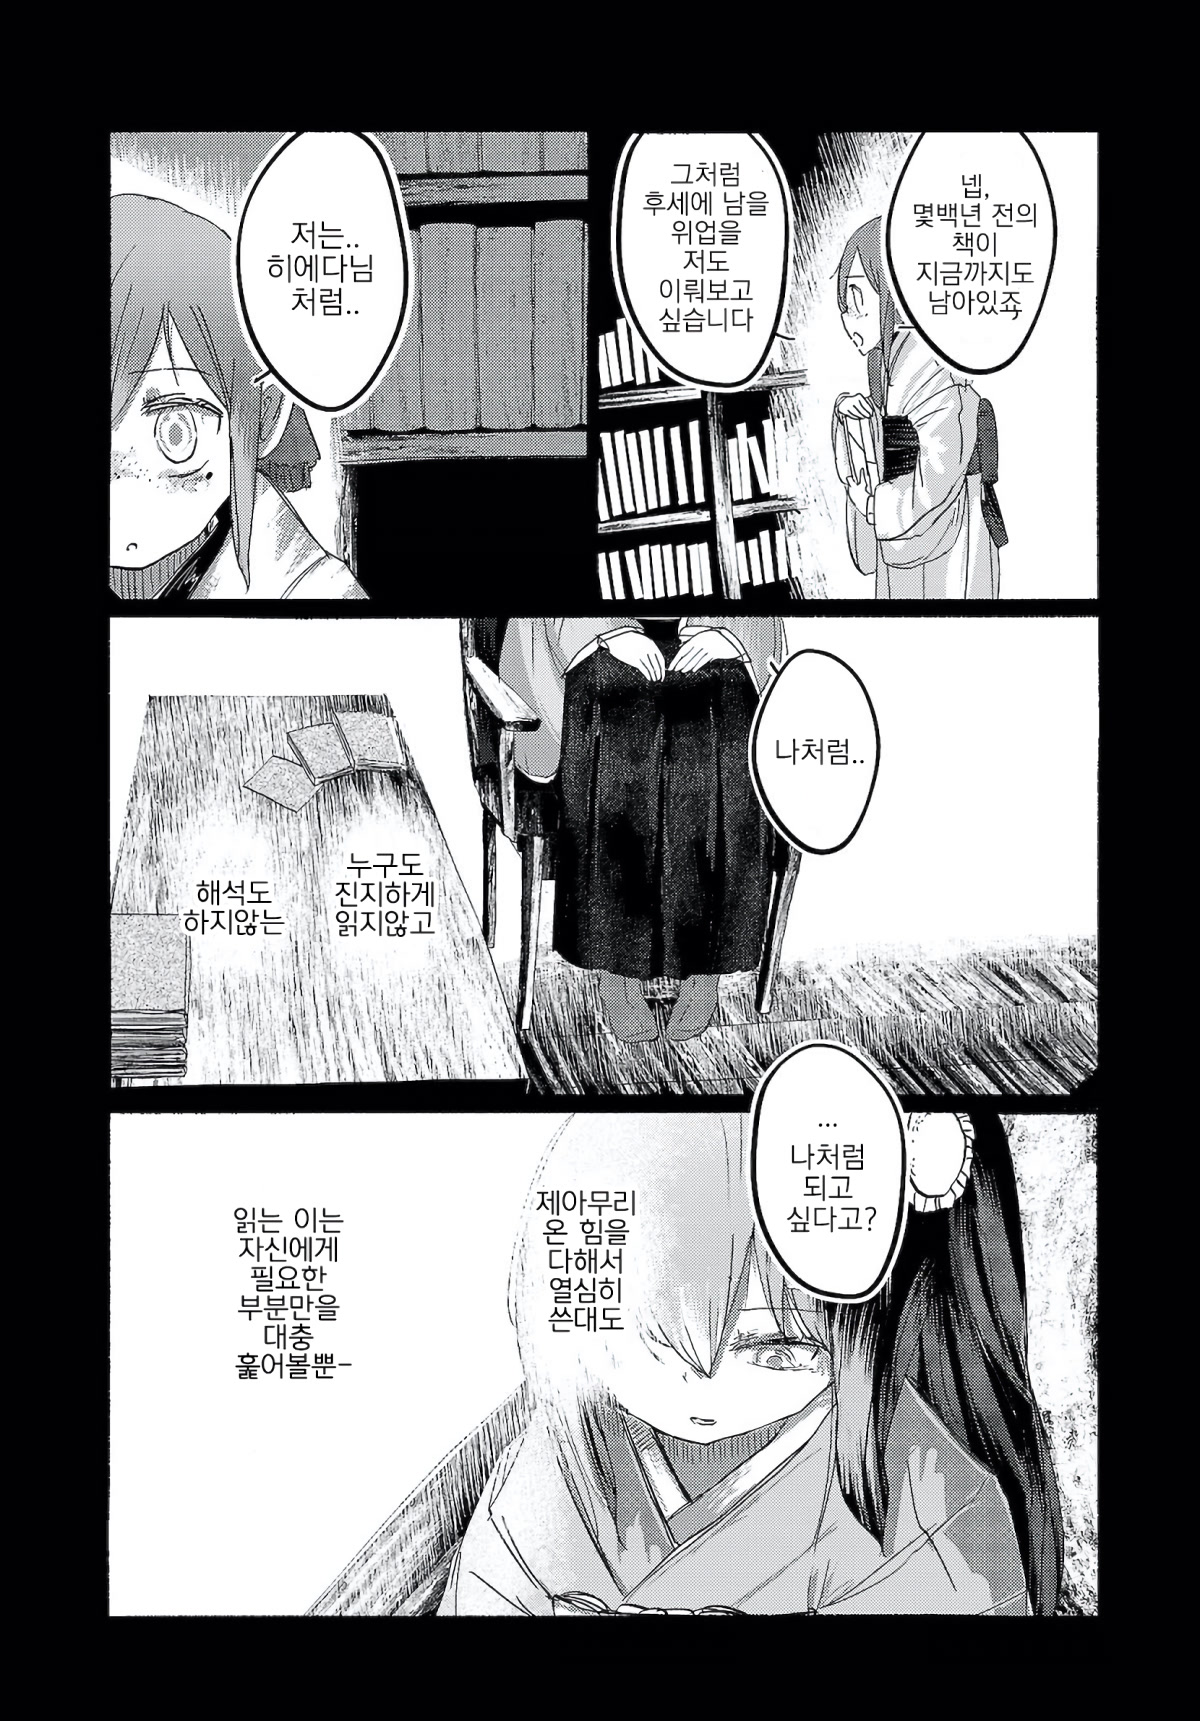 넵,
몇백년 전의
책이
지금까지도
남아있죠,
그처럼
후세에 남을
위업을
저도
이뤄보고
싶습니다
저는..
히에다님
처럼..
나처럼..
누구도
진지하게
읽지않고
해석도
하지않는
...
나처럼
되고
싶다고?
제아무리
온 힘을
다해서
열심히
쓴대도
읽는 이는
자신에게
필요한
부분만을
대충
훑어볼뿐-